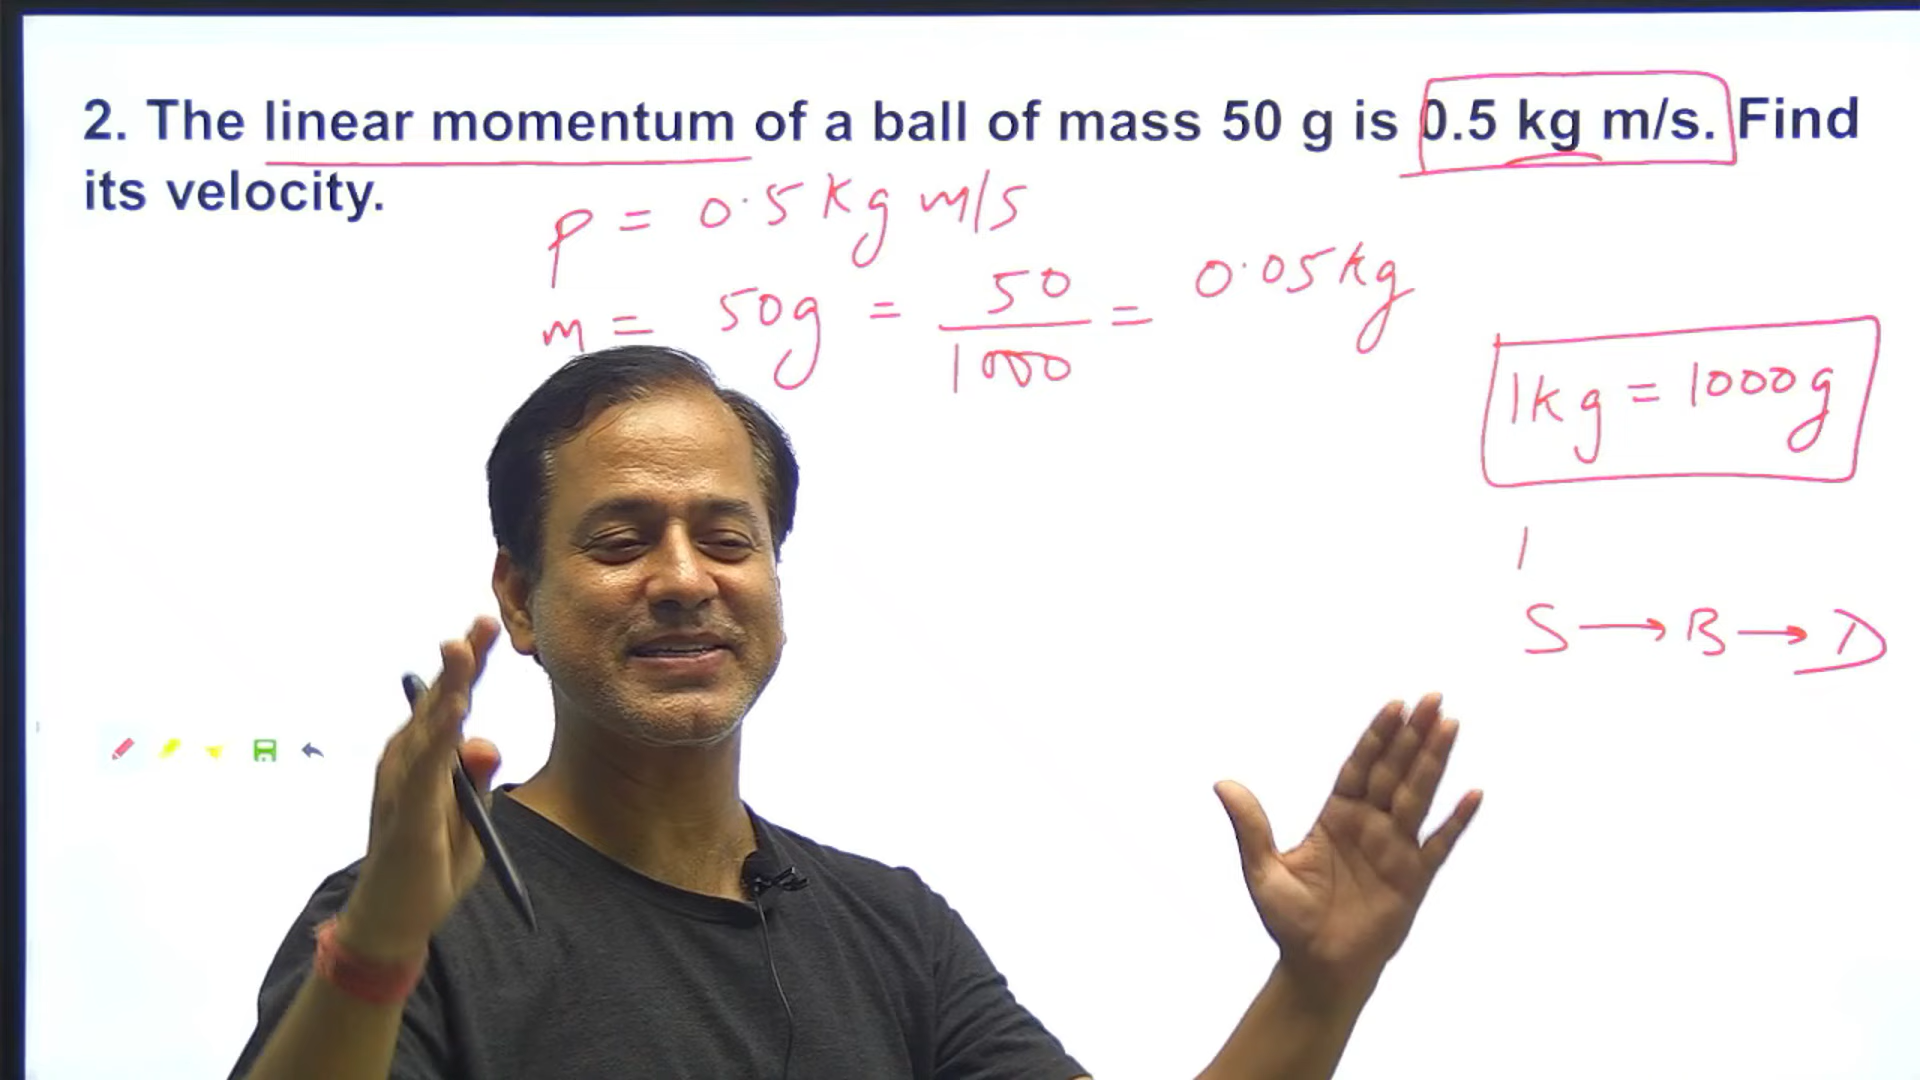 2. The linear momentum of a ball of mass 50 g is 0.5 kg m/s. Find
its velocity.
p = 0.5 kg m/s
m = 50g = 50/1000 = 0.05 kg
1kg = 1000g
1
S → B → D